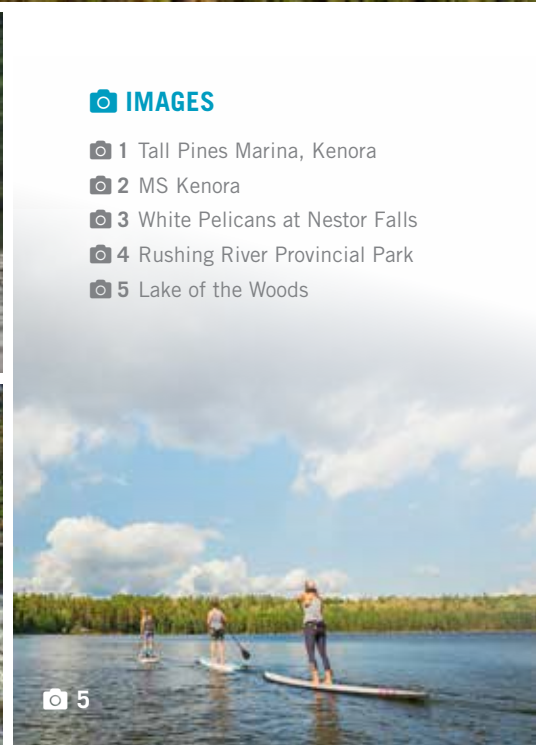 IMAGES
1 Tall Pines Marina, Kenora
2 MS Kenora
3 White Pelicans at Nestor Falls
4 Rushing River Provincial Park
5 Lake of the Woods
5